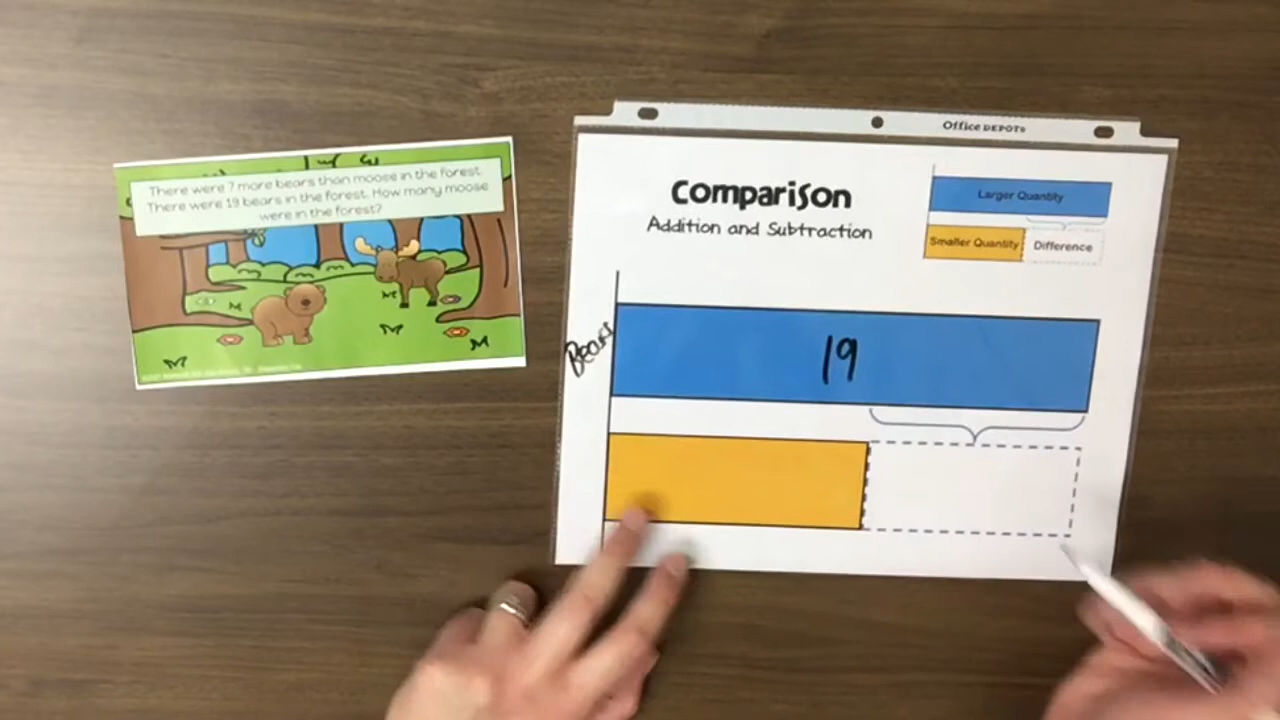 There were 7 more bears than moose in the forest.
There were 19 bears in the forest. How many moose
were in the forest?
Office DEPOT
Comparison
Addition and Subtraction
Larger Quantity
Smaller Quantity
Difference
Bears
19